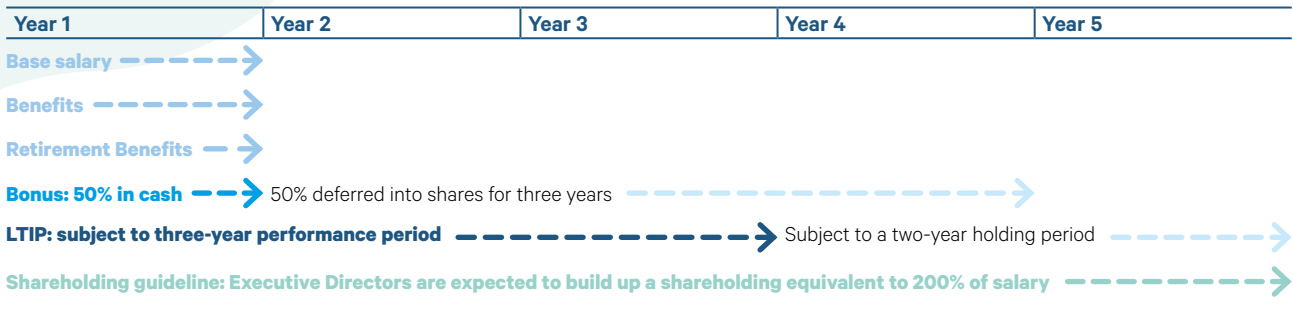 Year 1 Year 2 Year 3 Year 4 Year 5
Base salary
Benefits
Retirement Benefits
Bonus: 50% in cash 50% deferred into shares for three years
LTIP: subject to three-year performance period Subject to a two-year holding period
Shareholding guideline: Executive Directors are expected to build up a shareholding equivalent to 200% of salary